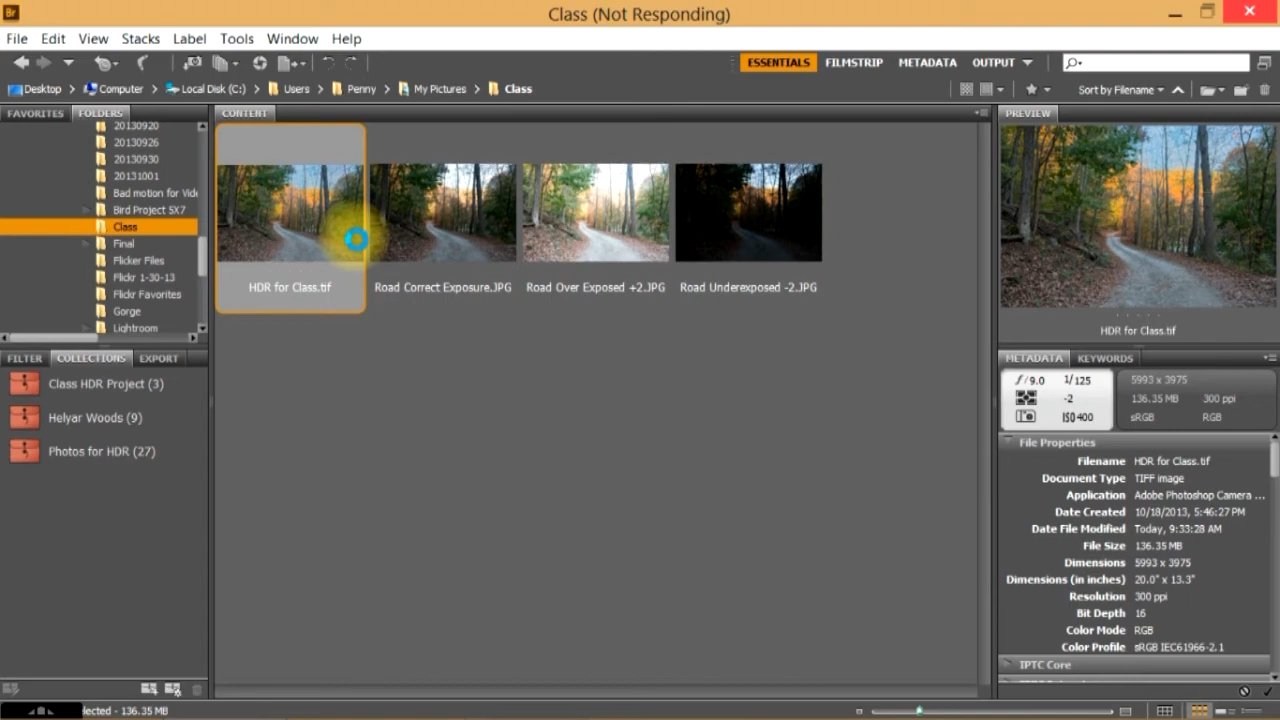 Br
Class (Not Responding)
File Edit View Stacks Label Tools Window Help
ESSENTIALS FILMSTRIP METADATA OUTPUT
Desktop Computer Local Disk (C:) Users Penny My Pictures Class
Sort by Filename
FAVORITES FOLDERS
20130920
20130926
20130930
20131001
Bad motion for Vide
Bird Project SX7
Class
Final
Flicker Files
Flickr 1-30-13
Flickr Favorites
Gorge
Lightroom
FILTER COLLECTIONS EXPORT
Class HDR Project (3)
Helyar Woods (9)
Photos for HDR (27)
CONTENT
HDR for Class.tif
Road Correct Exposure.JPG
Road Over Exposed +2.JPG
Road Underexposed -2.JPG
PREVIEW
HDR for Class.tif
METADATA KEYWORDS
f/9.0 1/125
-2
ISO400
5993 x 3975
136.35 MB 300 ppi
sRGB RGB
File Properties
Filename HDR for Class.tif
Document Type TIFF image
Application Adobe Photoshop Camera ...
Date Created 10/18/2013, 5:46:27 PM
Date File Modified Today, 9:33:28 AM
File Size 136.35 MB
Dimensions 5993 x 3975
Dimensions (in inches) 20.0" x 13.3"
Resolution 300 ppi
Bit Depth 16
Color Mode RGB
Color Profile sRGB IEC61966-2.1
IPTC Core
lected - 136.35 MB